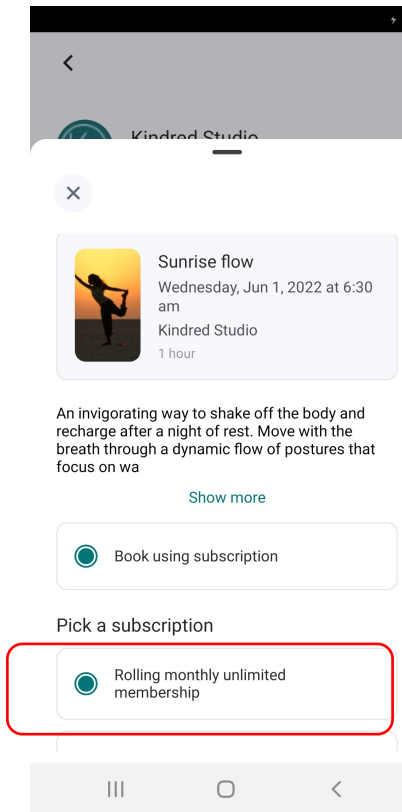 Kindred Studio
Sunrise flow
Wednesday, Jun 1, 2022 at 6:30
am
Kindred Studio
1 hour
An invigorating way to shake off the body and
recharge after a night of rest. Move with the
breath through a dynamic flow of postures that
focus on wa
Show more
Book using subscription
Pick a subscription
Rolling monthly unlimited
membership